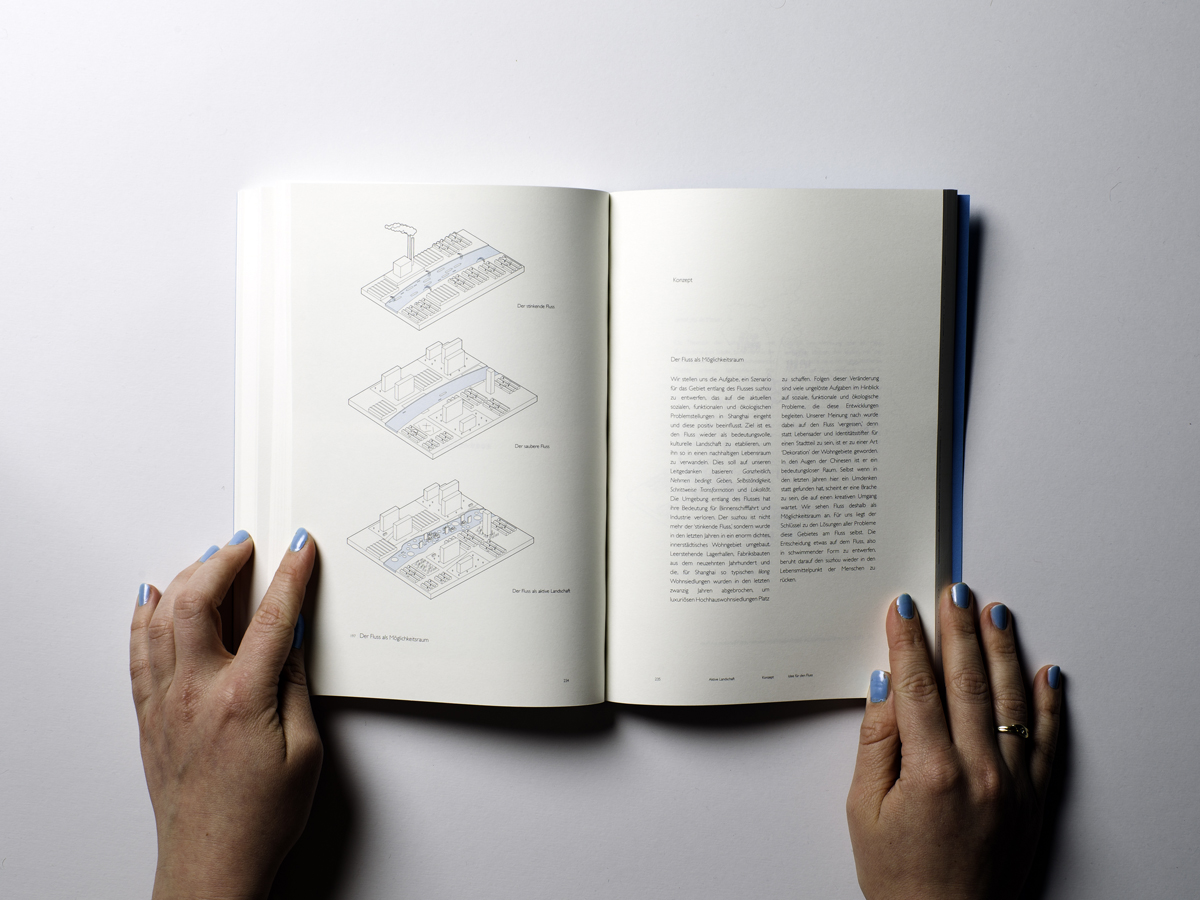 Der stinkende Fluss
Der saubere Fluss
Der Fluss als aktive Landschaft
Der Fluss als Möglichkeitsraum
234
Konzept
Der Fluss als Möglichkeitsraum
Wir stellen uns die Aufgabe, ein Szenario
für das Gebiet entlang des Flusses suzhou
zu entwerfen, das auf die aktuellen
sozialen, funktionalen und ökologischen
Problemstellungen in Shanghai eingeht
und diese positiv beeinflusst. Ziel ist es,
den Fluss wieder als bedeutungsvolle,
kulturelle Landschaft zu etablieren, um
ihn so in einen nachhaltigen Lebensraum
zu verwandeln. Dies soll auf unseren
Leitgedanken basieren: Ganzheitlich,
Nehmen bedingt Geben, Selbständigkeit,
Schrittweise Transformation und Lokalität.
Die Umgebung entlang des Flusses hat
ihre Bedeutung für Binnenschifffahrt und
Industrie verloren. Der suzhou ist nicht
mehr der 'stinkende Fluss', sondern wurde
in den letzten Jahren in ein enorm dichtes,
innerstädtisches Wohngebiet umgebaut.
Leerstehende Lagerhallen, Fabriksbauten
aus dem neunzehnten Jahrhundert und
die, für Shanghai so typischen liking
Wohnsiedlungen wurden in den letzten
zwanzig Jahren abgebrochen, um
luxuriösen Hochhauswohnsiedlungen Platz
zu schaffen. Folgen dieser Veränderung
sind viele ungelöste Aufgaben im Hinblick
auf soziale, funktionale und ökologische
Probleme, die diese Entwicklungen
begleiten. Unserer Meinung nach wurde
dabei auf den Fluss 'vergessen', denn
statt Lebensader und Identitätsstifter für
einen Stadtteil zu sein, ist er zu einer Art
'Dekoration' der Wohngebiete geworden.
In den Augen der Chinesen ist er ein
bedeutungsloser Raum. Selbst wenn in
den letzten Jahren hier ein Umdenken
statt gefunden hat, scheint er eine Brache
zu sein, die auf einen kreativen Umgang
wartet. Wir sehen Fluss deshalb als
Möglichkeitsraum an. Für uns liegt der
Schlüssel zu den Lösungen aller Probleme
diese Gebietes am Fluss selbst. Die
Entscheidung etwas auf dem Fluss, also
in schwimmender Form zu entwerfen,
beruht darauf den suzhou wieder in den
Lebensmittelpunkt der Menschen zu
rücken.
235 Aktive Landschaft Konzept Idee für den Fluss